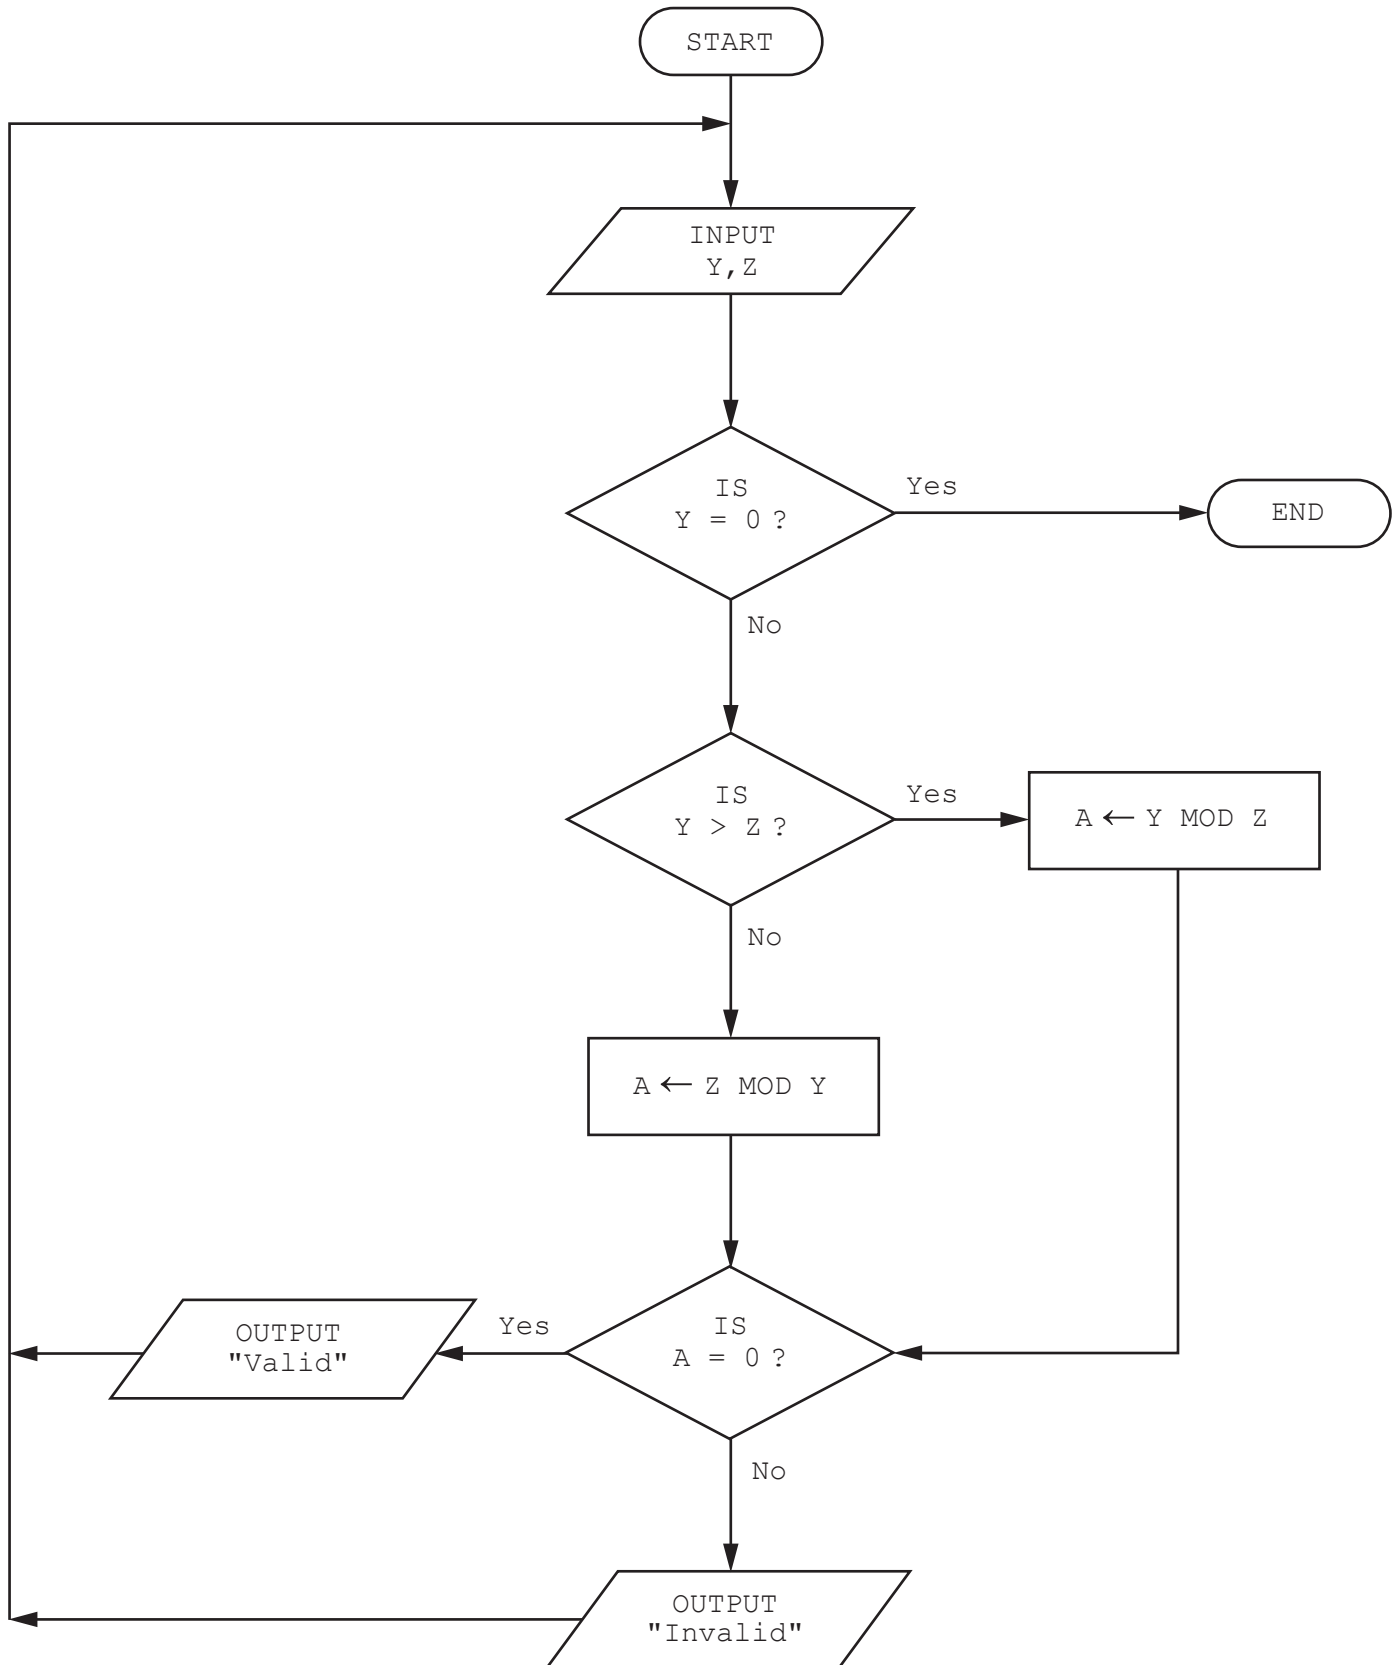 START
INPUT
Y,Z
IS
Y = 0 ?
Yes
END
No
IS
Y > Z ?
Yes
A ← Y MOD Z
No
A ← Z MOD Y
IS
A = 0 ?
Yes
OUTPUT
"Valid"
No
OUTPUT
"Invalid"